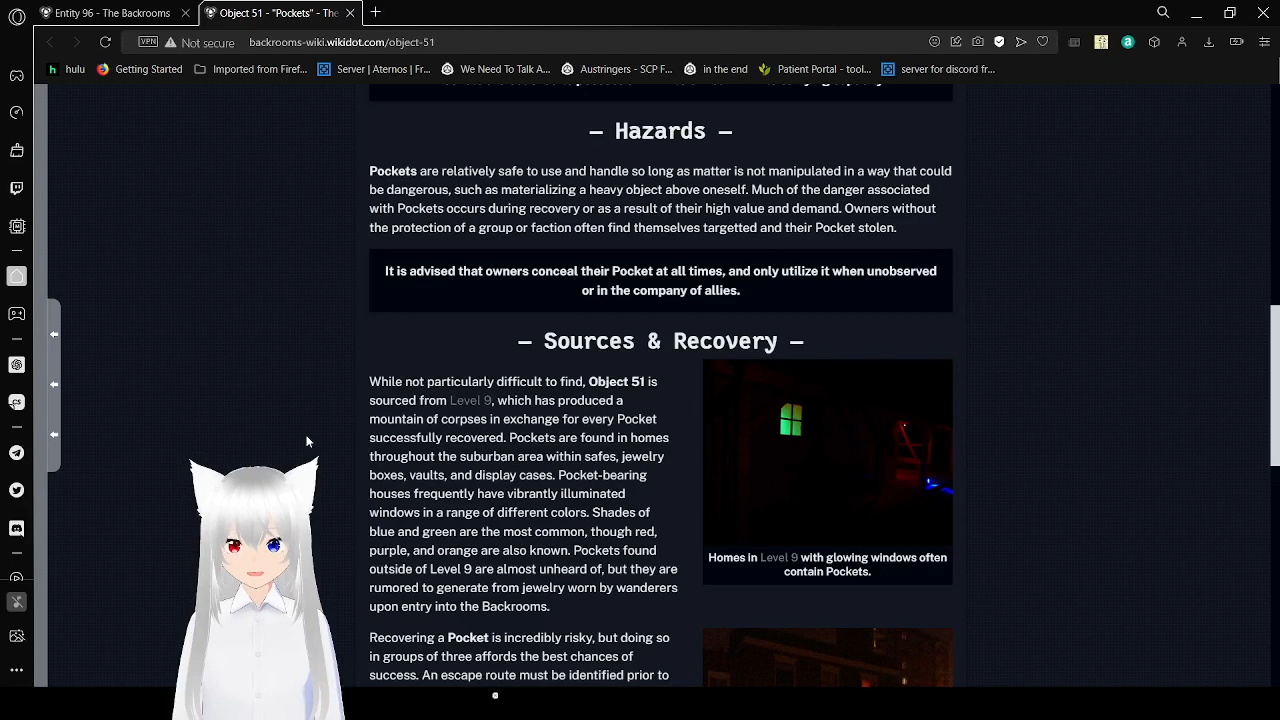 Entity 96 - The Backrooms
Object 51 - "Pockets" - The
VPN
Not secure
backrooms-wiki.wikidot.com/object-51
hulu
Getting Started
Imported from Firef...
Server | Aternos | Fr...
We Need To Talk A...
Austringers - SCP F...
in the end
Patient Portal - tool...
server for discord fr...
— Hazards —
Pockets are relatively safe to use and handle so long as matter is not manipulated in a way that could
be dangerous, such as materializing a heavy object above oneself. Much of the danger associated
with Pockets occurs during recovery or as a result of their high value and demand. Owners without
the protection of a group or faction often find themselves targetted and their Pocket stolen.
It is advised that owners conceal their Pocket at all times, and only utilize it when unobserved
or in the company of allies.
— Sources & Recovery —
While not particularly difficult to find, Object 51 is
sourced from Level 9, which has produced a
mountain of corpses in exchange for every Pocket
successfully recovered. Pockets are found in homes
throughout the suburban area within safes, jewelry
boxes, vaults, and display cases. Pocket-bearing
houses frequently have vibrantly illuminated
windows in a range of different colors. Shades of
blue and green are the most common, though red,
purple, and orange are also known. Pockets found
outside of Level 9 are almost unheard of, but they are
rumored to generate from jewelry worn by wanderers
upon entry into the Backrooms.
Homes in Level 9 with glowing windows often
contain Pockets.
Recovering a Pocket is incredibly risky, but doing so
in groups of three affords the best chances of
success. An escape route must be identified prior to